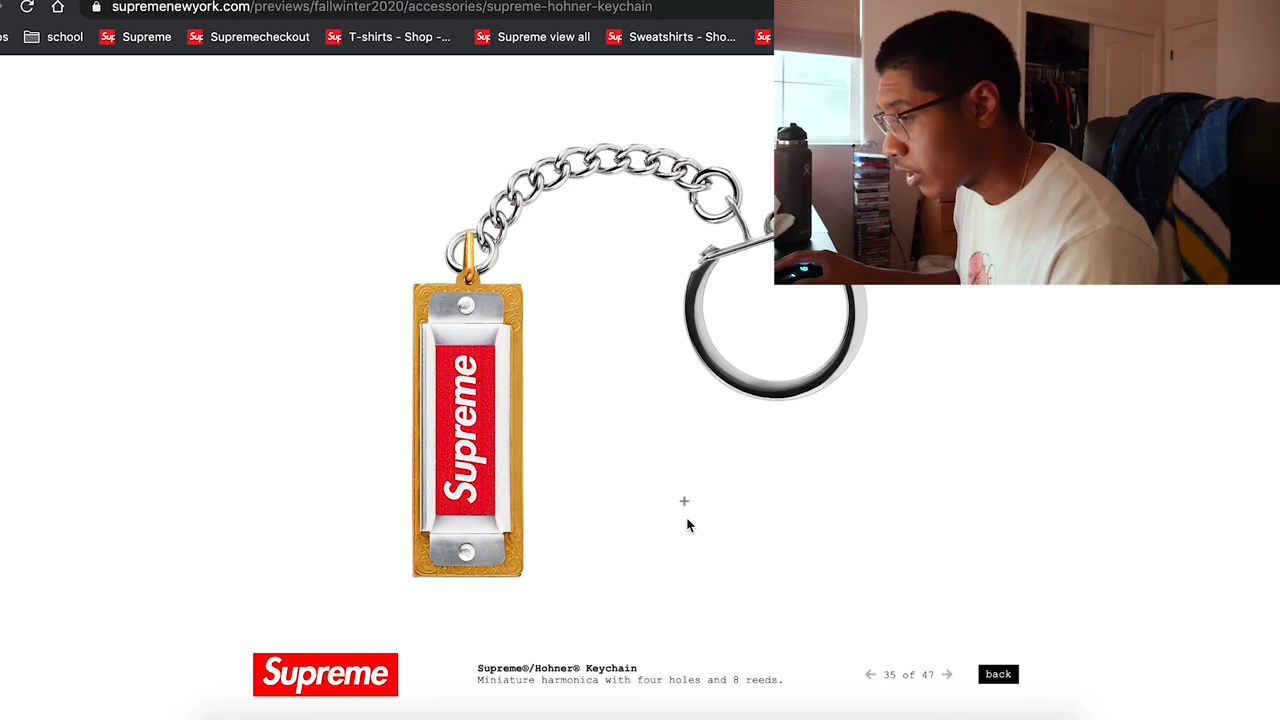 supremenewyork.com/previews/fallwinter2020/accessories/supreme-hohner-keychain
school Supreme Supremecheckout T-shirts - Shop -... Supreme view all Sweatshirts - Sho...
Supreme
Supreme
Supreme®/Hohner® Keychain
Miniature harmonica with four holes and 8 reeds.
35 of 47
back